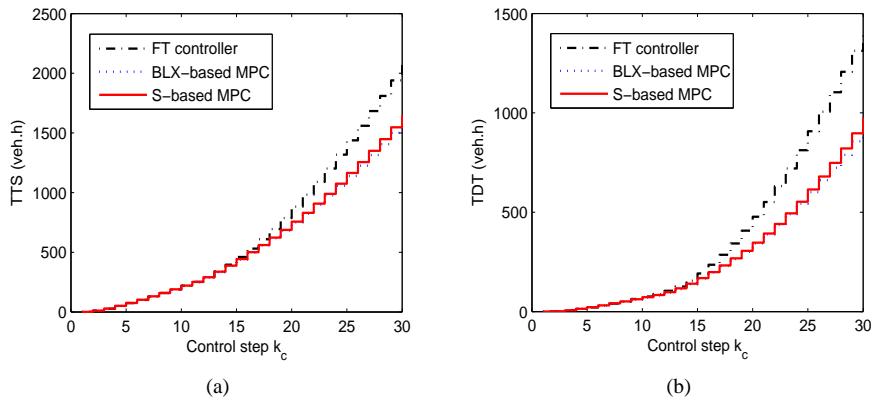 2500
2000
1500
1000
500
0
TTS (veh.h)
FT controller
BLX−based MPC
S−based MPC
0 5 10 15 20 25 30
Control step k_c
(a)
1500
1000
500
0
TDT (veh.h)
FT controller
BLX−based MPC
S−based MPC
0 5 10 15 20 25 30
Control step k_c
(b)